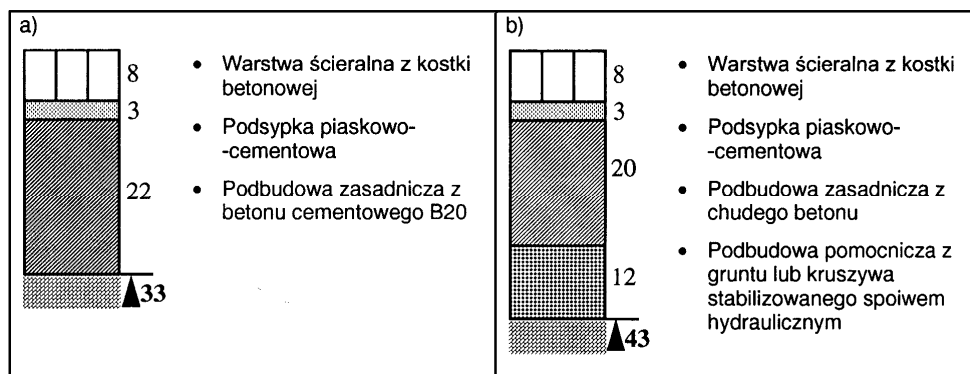 a)
8
3
22
33
• Warstwa ścieralna z kostki
betonowej
• Podsypka piaskowo-
-cementowa
• Podbudowa zasadnicza z
betonu cementowego B20
b)
8
3
20
12
43
• Warstwa ścieralna z kostki
betonowej
• Podsypka piaskowo-
-cementowa
• Podbudowa zasadnicza z
chudego betonu
• Podbudowa pomocnicza z
gruntu lub kruszywa
stabilizowanego spoiwem
hydraulicznym